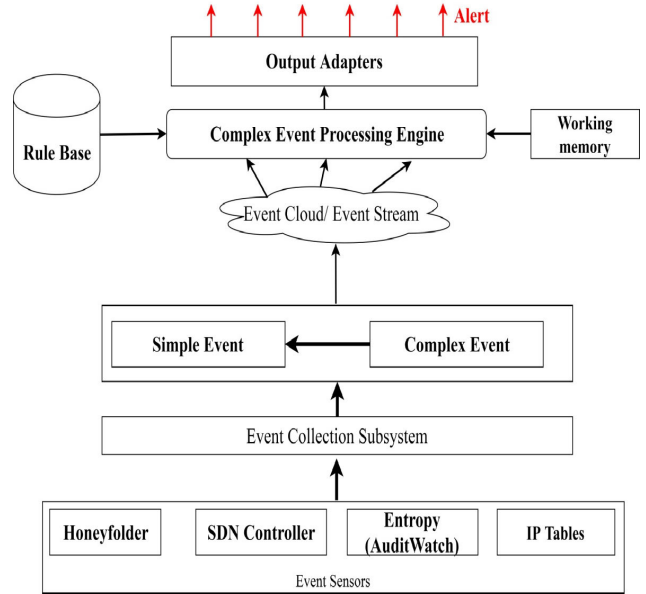 Alert
Output Adapters
Rule Base
Complex Event Processing Engine
Working
memory
Event Cloud/ Event Stream
Simple Event
Complex Event
Event Collection Subsystem
Honeyfolder
SDN Controller
Entropy
(AuditWatch)
IP Tables
Event Sensors